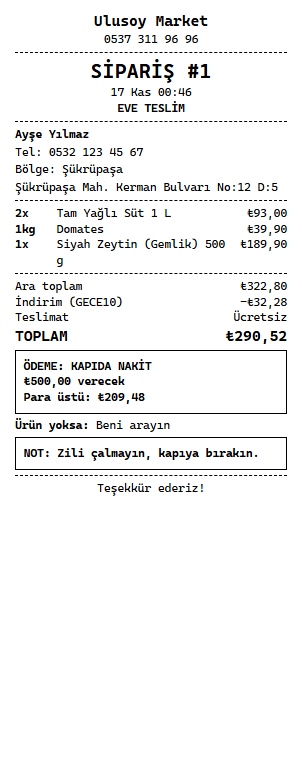 Ulusoy Market
0537 311 96 96
SİPARİŞ #1
17 Kas 00:46
EVE TESLİM
Ayşe Yılmaz
Tel: 0532 123 45 67
Bölge: Şükrüpaşa
Şükrüpaşa Mah. Kerman Bulvarı No:12 D:5
2x Tam Yağlı Süt 1 L ₺93,00
1kg Domates ₺39,90
1x Siyah Zeytin (Gemlik) 500 ₺189,90
g
Ara toplam ₺322,80
İndirim (GECE10) −₺32,28
Teslimat Ücretsiz
TOPLAM ₺290,52
ÖDEME: KAPIDA NAKİT
₺500,00 verecek
Para üstü: ₺209,48
Ürün yoksa: Beni arayın
NOT: Zili çalmayın, kapıya bırakın.
Teşekkür ederiz!